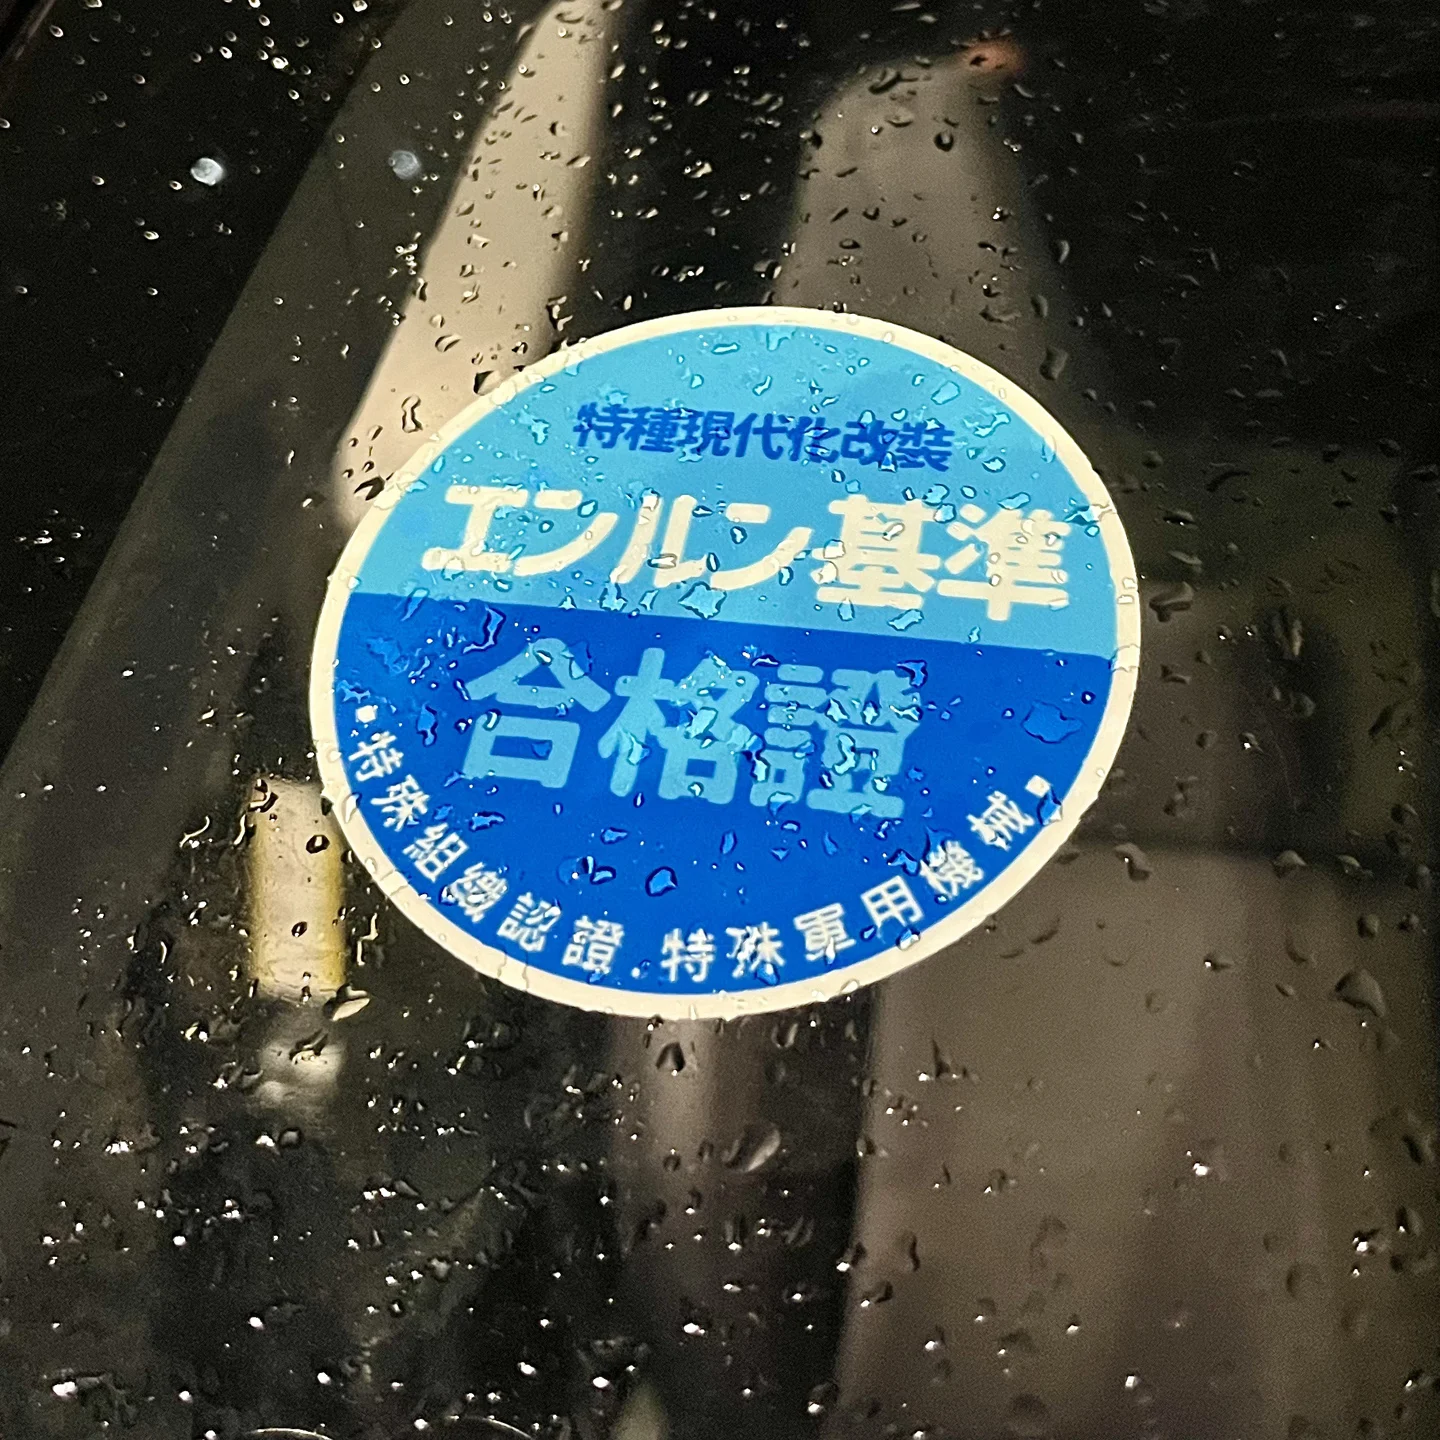 特種現代化改裝
エンルン基準
合格證
・特殊組織認證.特殊軍用機械・